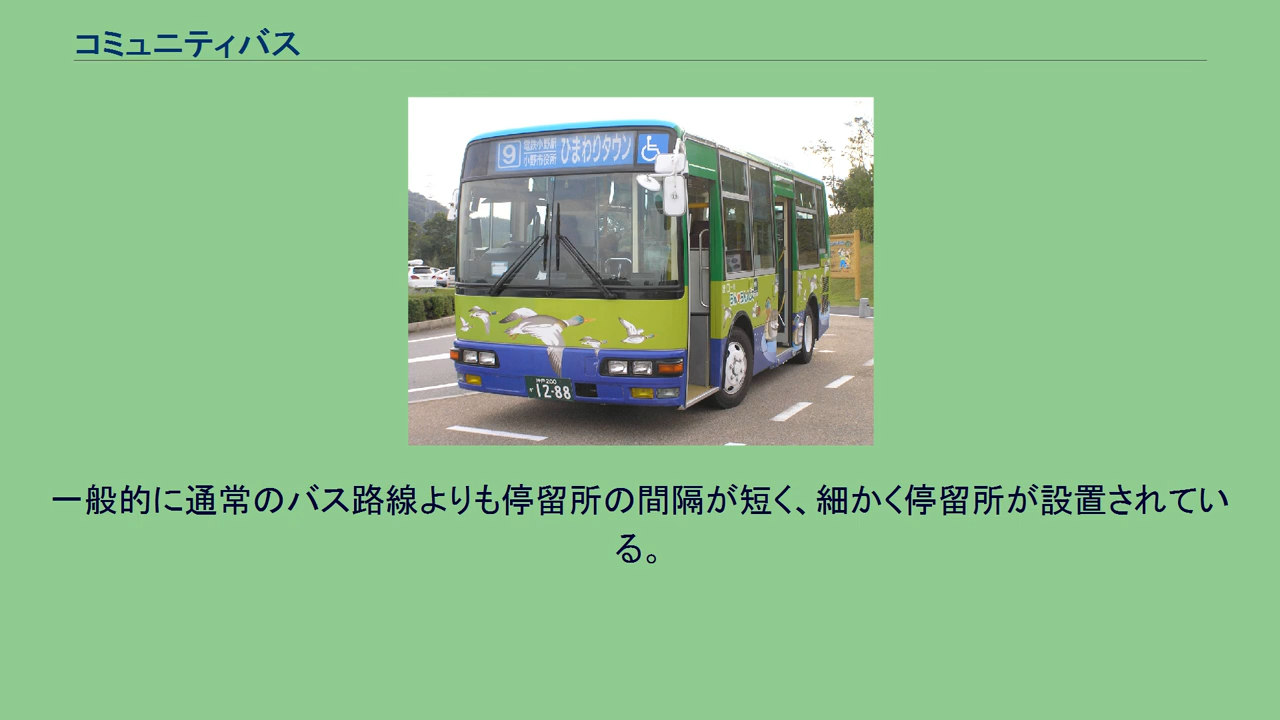 コミュニティバス
9
電鉄小野駅
小野市役所
ひまわりタウン
神戸200
12-88
一般的に通常のバス路線よりも停留所の間隔が短く、細かく停留所が設置されてい
る。